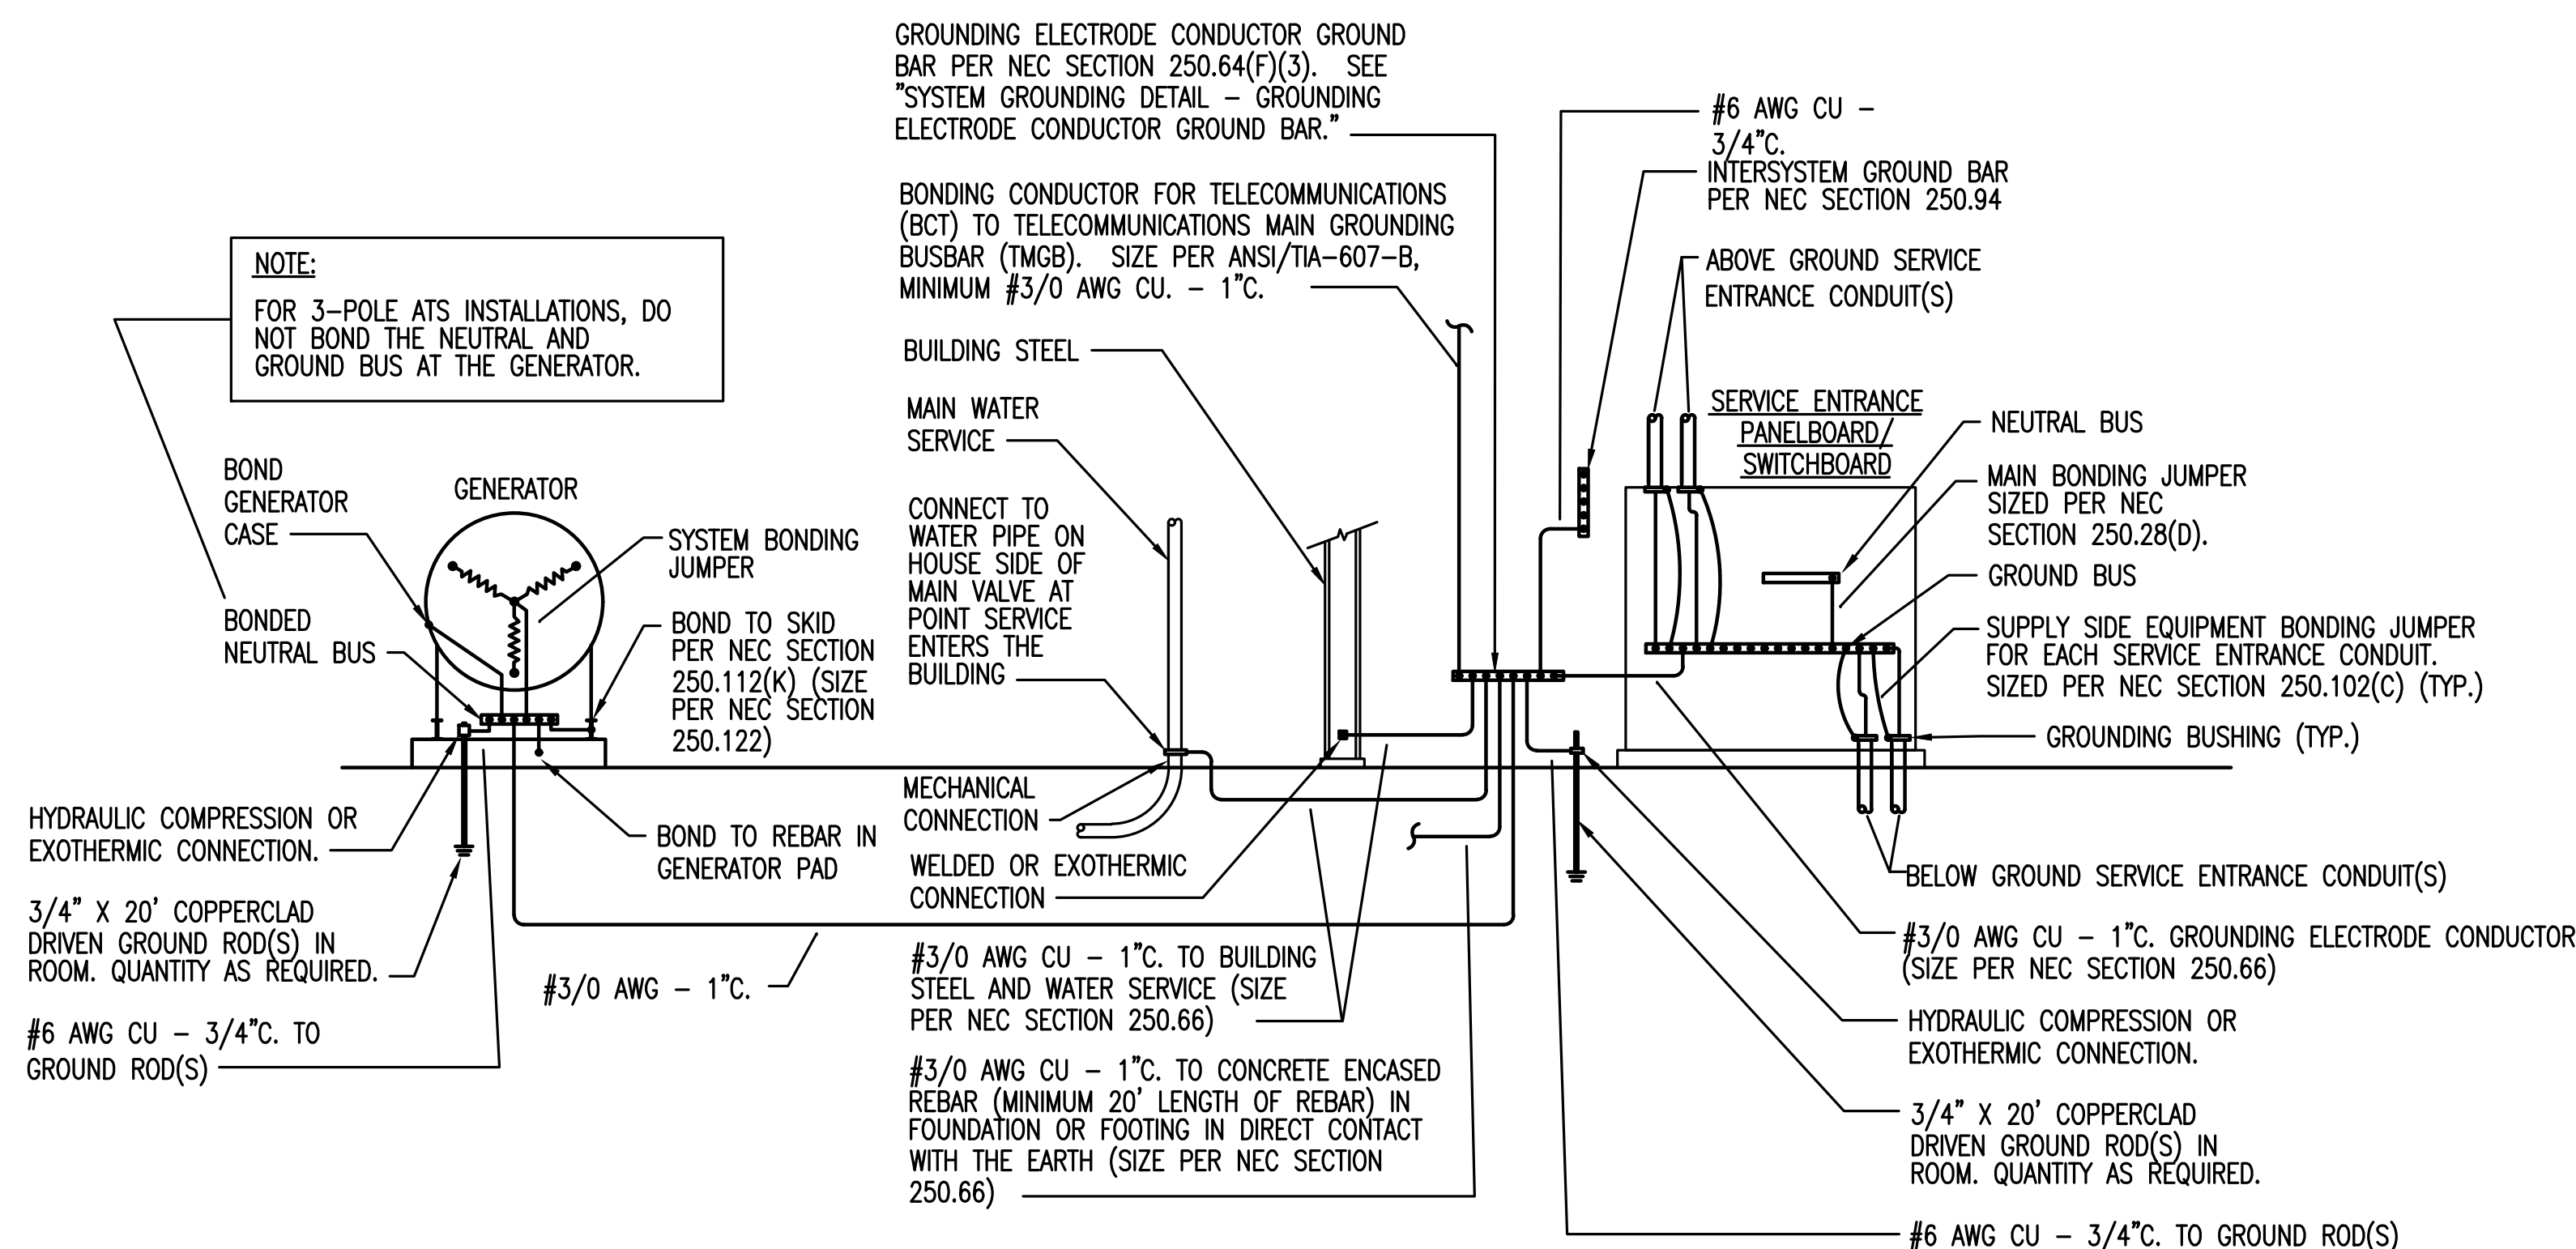 GROUNDING ELECTRODE CONDUCTOR GROUND
BAR PER NEC SECTION 250.64(F)(3). SEE
"SYSTEM GROUNDING DETAIL – GROUNDING
ELECTRODE CONDUCTOR GROUND BAR."
#6 AWG CU –
3/4"C.
INTERSYSTEM GROUND BAR
PER NEC SECTION 250.94
BONDING CONDUCTOR FOR TELECOMMUNICATIONS
(BCT) TO TELECOMMUNICATIONS MAIN GROUNDING
BUSBAR (TMGB). SIZE PER ANSI/TIA-607-B,
MINIMUM #3/0 AWG CU. – 1"C.
ABOVE GROUND SERVICE
ENTRANCE CONDUIT(S)
NOTE:
FOR 3-POLE ATS INSTALLATIONS, DO
NOT BOND THE NEUTRAL AND
GROUND BUS AT THE GENERATOR.
BUILDING STEEL
MAIN WATER
SERVICE
SERVICE ENTRANCE
PANELBOARD/
SWITCHBOARD
NEUTRAL BUS
MAIN BONDING JUMPER
SIZED PER NEC
SECTION 250.28(D).
GROUND BUS
SUPPLY SIDE EQUIPMENT BONDING JUMPER
FOR EACH SERVICE ENTRANCE CONDUIT.
SIZED PER NEC SECTION 250.102(C) (TYP.)
GROUNDING BUSHING (TYP.)
BOND
GENERATOR
CASE
GENERATOR
SYSTEM BONDING
JUMPER
BONDED
NEUTRAL BUS
BOND TO SKID
PER NEC SECTION
250.112(K) (SIZE
PER NEC SECTION
250.122)
CONNECT TO
WATER PIPE ON
HOUSE SIDE OF
MAIN VALVE AT
POINT SERVICE
ENTERS THE
BUILDING
MECHANICAL
CONNECTION
WELDED OR EXOTHERMIC
CONNECTION
HYDRAULIC COMPRESSION OR
EXOTHERMIC CONNECTION.
BOND TO REBAR IN
GENERATOR PAD
3/4" X 20' COPPERCLAD
DRIVEN GROUND ROD(S) IN
ROOM. QUANTITY AS REQUIRED.
#6 AWG CU – 3/4"C. TO
GROUND ROD(S)
#3/0 AWG – 1"C.
#3/0 AWG CU – 1"C. TO BUILDING
STEEL AND WATER SERVICE (SIZE
PER NEC SECTION 250.66)
#3/0 AWG CU – 1"C. TO CONCRETE ENCASED
REBAR (MINIMUM 20' LENGTH OF REBAR) IN
FOUNDATION OR FOOTING IN DIRECT CONTACT
WITH THE EARTH (SIZE PER NEC SECTION
250.66)
BELOW GROUND SERVICE ENTRANCE CONDUIT(S)
#3/0 AWG CU – 1"C. GROUNDING ELECTRODE CONDUCTOR
(SIZE PER NEC SECTION 250.66)
HYDRAULIC COMPRESSION OR
EXOTHERMIC CONNECTION.
3/4" X 20' COPPERCLAD
DRIVEN GROUND ROD(S) IN
ROOM. QUANTITY AS REQUIRED.
#6 AWG CU – 3/4"C. TO GROUND ROD(S)